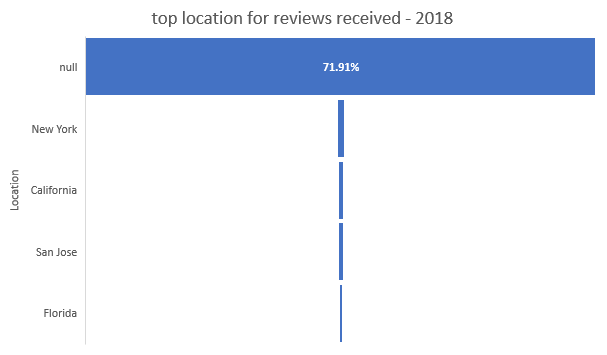 top location for reviews received - 2018
null
71.91%
New York
California
San Jose
Florida
Location